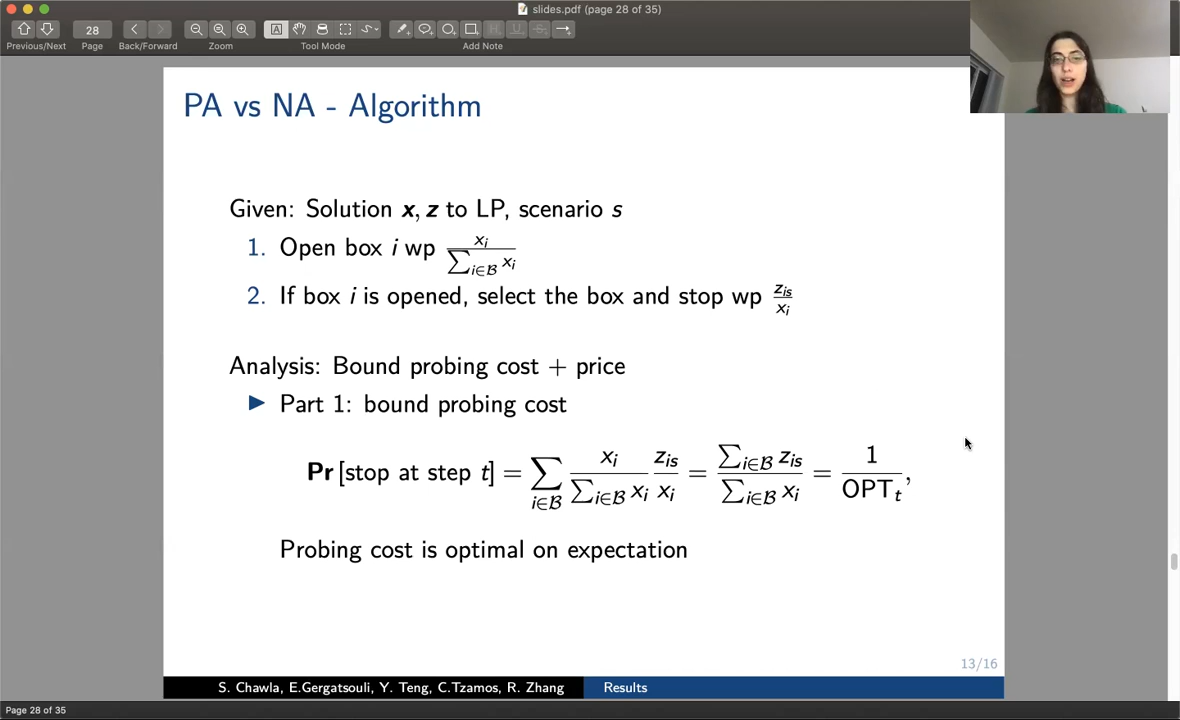 slides.pdf (page 28 of 35)
28
Previous/Next Page Back/Forward Zoom Tool Mode Add Note
PA vs NA - Algorithm
Given: Solution x, z to LP, scenario s
1. Open box i wp x_i / ∑_{i∈B} x_i
2. If box i is opened, select the box and stop wp z_is / x_i
Analysis: Bound probing cost + price
▶ Part 1: bound probing cost
Pr[stop at step t] = ∑_{i∈B} x_i / ∑_{i∈B} x_i z_is / x_i = ∑_{i∈B} z_is / ∑_{i∈B} x_i = 1 / OPT_t,
Probing cost is optimal on expectation
13/16
S. Chawla, E.Gergatsouli, Y. Teng, C.Tzamos, R. Zhang Results
Page 28 of 35